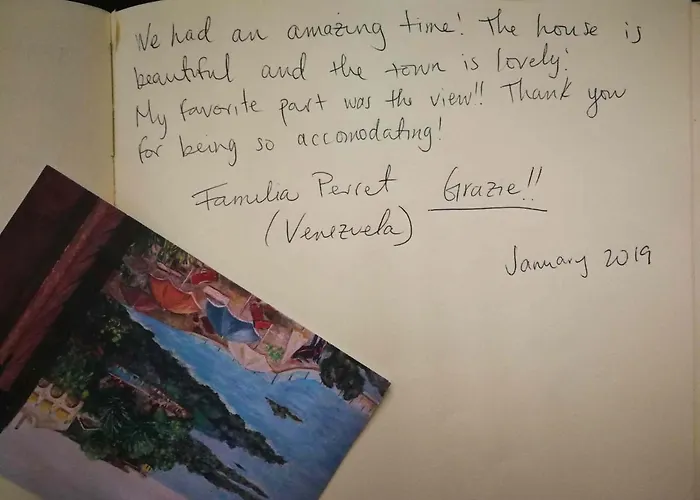 We had an amazing time! The house is
beautiful and the town is lovely!
My favorite part was the view!! Thank you
for being so accomodating!
Familia Perret Grazie!!
(Venezuela)
January 2019